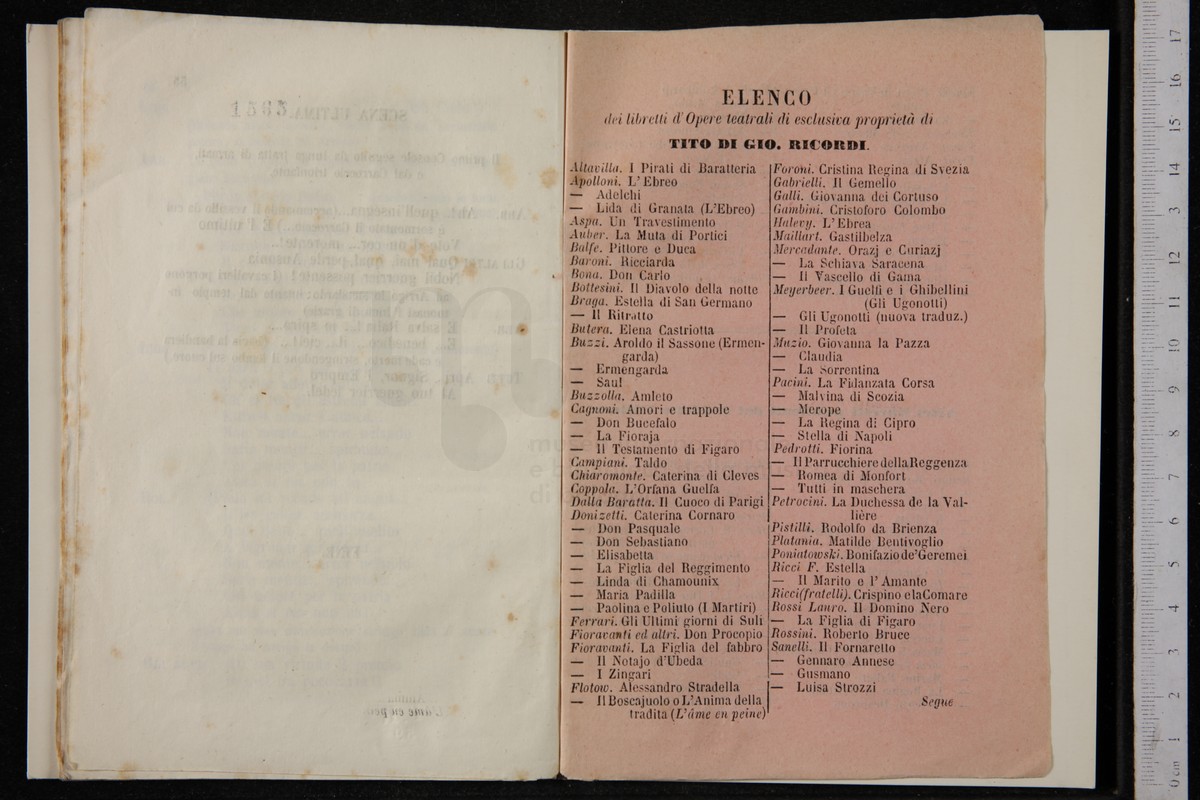 1585
ELENCO
dei libretti d'Opere teatrali di esclusiva proprietà di
TITO DI GIO. RICORDI.
Altavilla. I Pirati di Baratteria
Apolloni. L'Ebreo
— Adelchi
— Lida di Granata (L'Ebreo)
Aspa. Un Travestimento
Auber. La Muta di Portici
Balfe. Pittore e Duca
Baroni. Ricciarda
Bona. Don Carlo
Bottesini. Il Diavolo della notte
Braga. Estella di San Germano
— Il Ritratto
Butera. Elena Castriotta
Buzzi. Aroldo il Sassone (Ermen-
garda)
— Ermengarda
— Saul
Buzzolla. Amleto
Cagnoni. Amori e trappole
— Don Bucefalo
— La Fioraja
— Il Testamento di Figaro
Campiani. Taldo
Chiaromonte. Caterina di Cleves
Coppola. L'Orfana Guelfa
Dalla Baratta. Il Cuoco di Parigi
Donizetti. Caterina Cornaro
— Don Pasquale
— Don Sebastiano
— Elisabetta
— La Figlia del Reggimento
— Linda di Chamounix
— Maria Padilla
— Paolina e Poliuto (I Martiri)
Ferrari. Gli Ultimi giorni di Suli
Fioravanti ed altri. Don Procopio
Fioravanti. La Figlia del fabbro
— Il Notajo d'Ubeda
— I Zingari
Flotow. Alessandro Stradella
— Il Boscajuolo o L'Anima della
tradita (L'âme en peine)
Foroni. Cristina Regina di Svezia
Gabrielli. Il Gemello
Galli. Giovanna dei Cortuso
Gambini. Cristoforo Colombo
Halevy. L'Ebrea
Maillart. Gastilbelza
Mercadante. Orazj e Curiazj
— La Schiava Saracena
— Il Vascello di Gama
Meyerbeer. I Guelfi e i Ghibellini
(Gli Ugonotti)
— Gli Ugonotti (nuova traduz.)
— Il Profeta
Muzio. Giovanna la Pazza
— Claudia
— La Sorrentina
Pacini. La Fidanzata Corsa
— Malvina di Scozia
— Merope
— La Regina di Cipro
— Stella di Napoli
Pedrotti. Fiorina
— Il Parrucchiere della Reggenza
— Romea di Monfort
— Tutti in maschera
Petrocini. La Duchessa de la Val-
lière
Pistilli. Rodolfo da Brienza
Platania. Matilde Bentivoglio
Poniatowski. Bonifazio de' Geremei
Ricci F. Estella
— Il Marito e l'Amante
Ricci (fratelli). Crispino e la Comare
Rossi Lauro. Il Domino Nero
— La Figlia di Figaro
Rossini. Roberto Bruce
Sanelli. Il Fornaretto
— Gennaro Annese
— Gusmano
— Luisa Strozzi
Segue